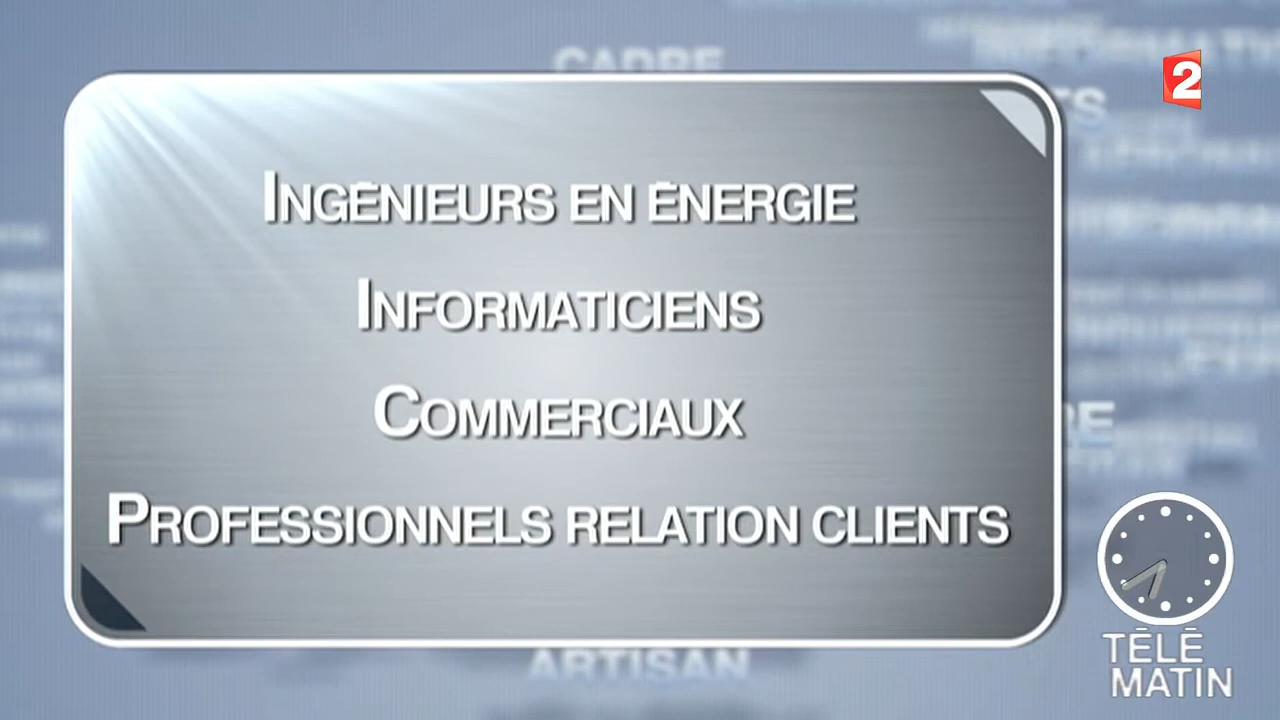 CADRE
2
INGÉNIEURS EN ÉNERGIE
INFORMATICIENS
COMMERCIAUX
PROFESSIONNELS RELATION CLIENTS
ARTISAN
TÉLÉ
MATIN